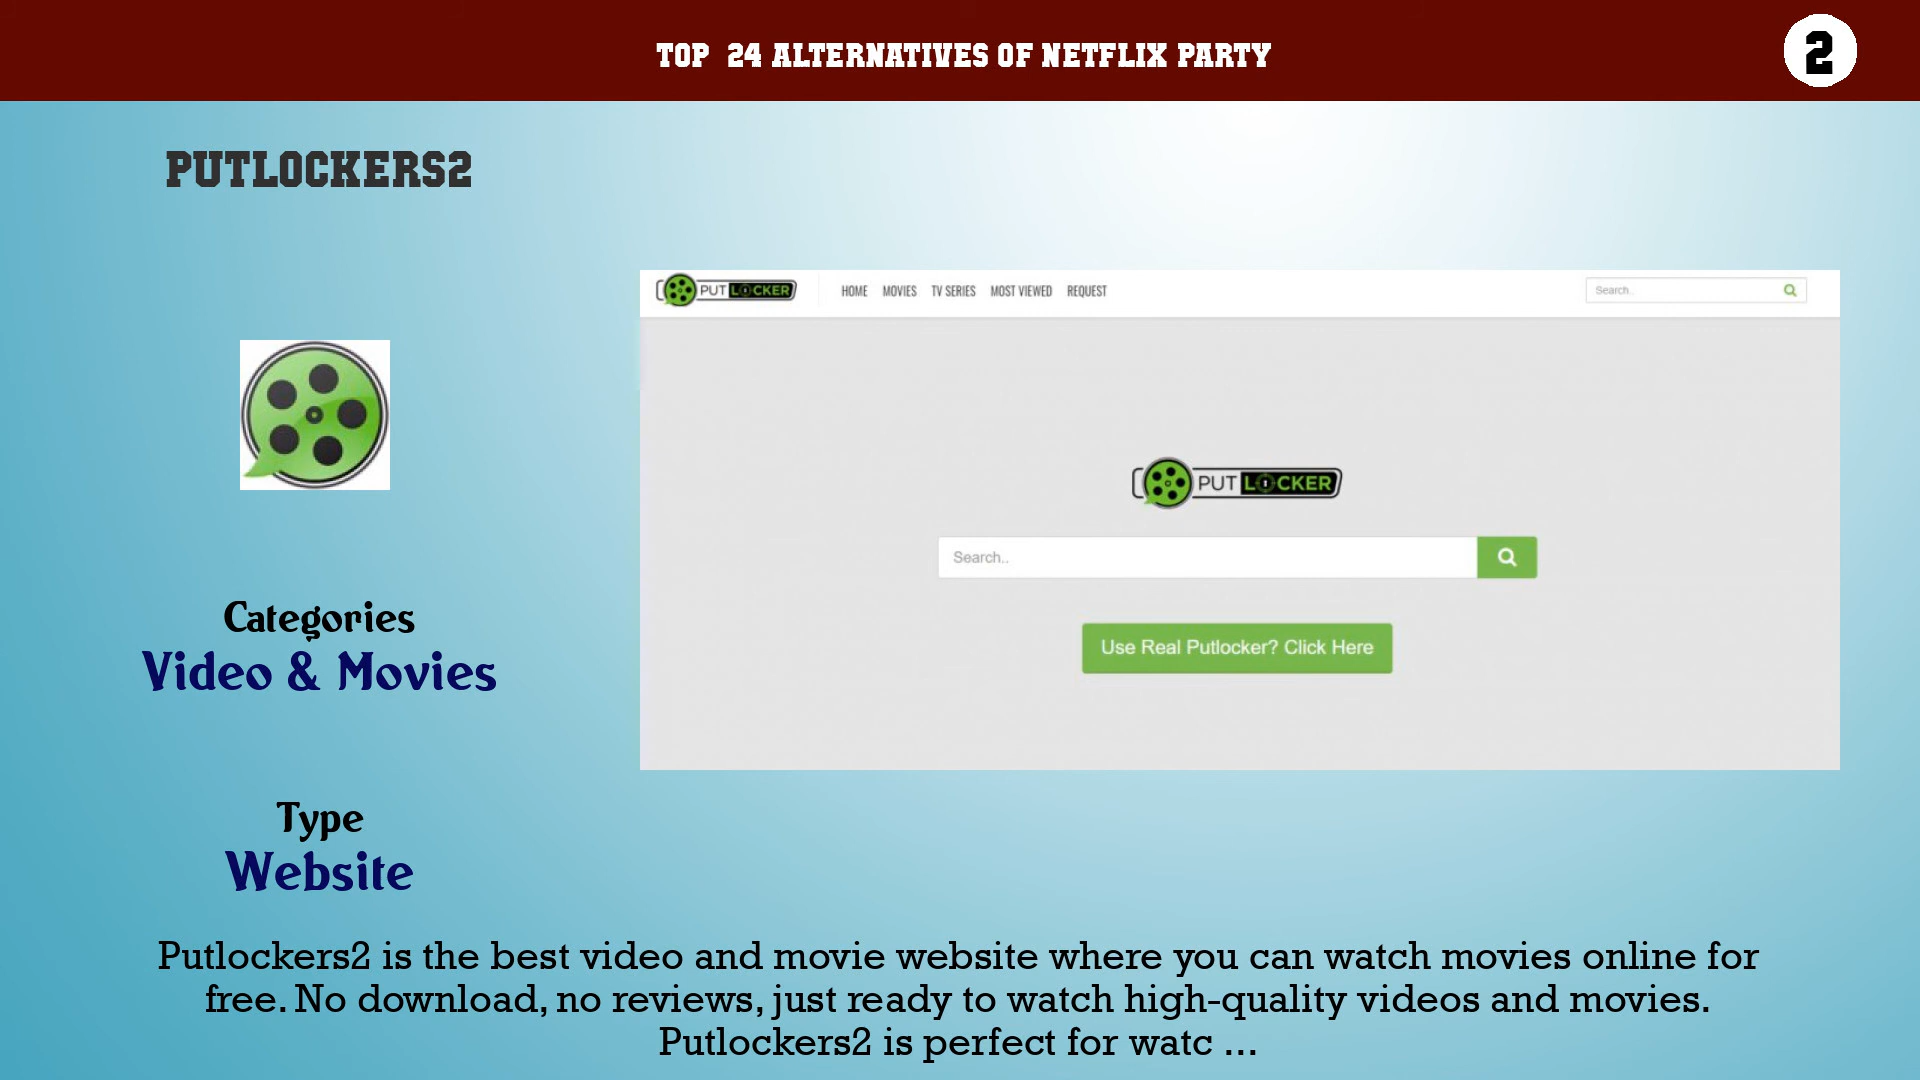 TOP 24 ALTERNATIVES OF NETFLIX PARTY
2
PUTLOCKERS2
PUT LOCKER
HOME MOVIES TV SERIES MOST VIEWED REQUEST
Search..
PUT LOCKER
Search..
Use Real Putlocker? Click Here
Categories
Video & Movies
Type
Website
Putlockers2 is the best video and movie website where you can watch movies online for
free. No download, no reviews, just ready to watch high-quality videos and movies.
Putlockers2 is perfect for watc ...